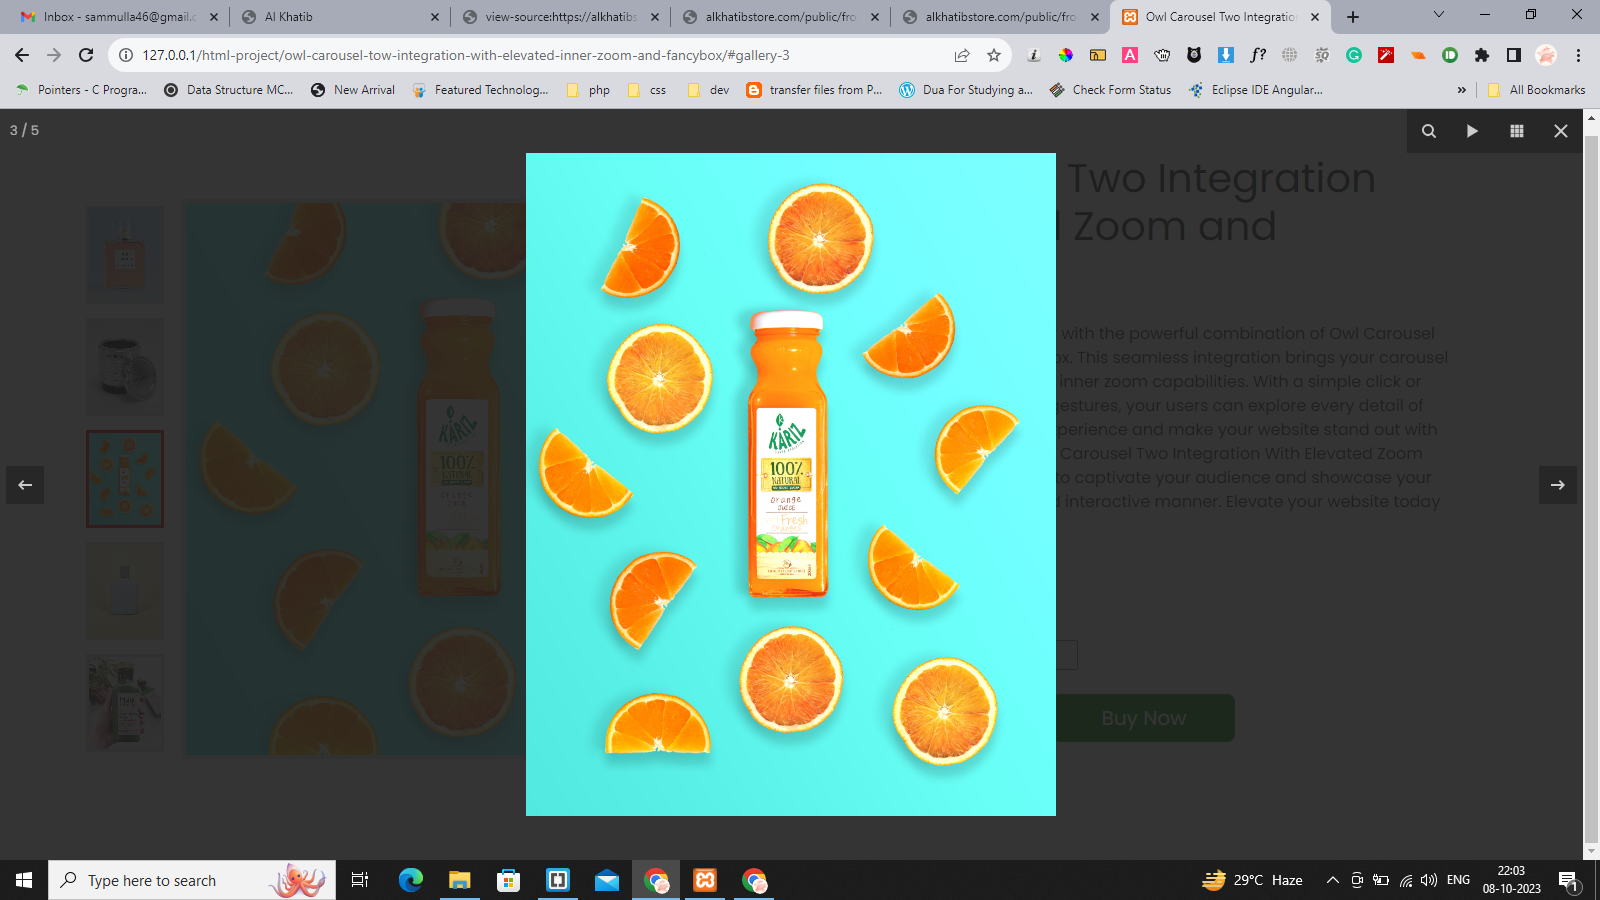 Inbox - sammulla46@gmail.c
Al Khatib
view-source:https://alkhatibs
alkhatibstore.com/public/fro
alkhatibstore.com/public/fro
Owl Carousel Two Integratio
127.0.0.1/html-project/owl-carousel-tow-integration-with-elevated-inner-zoom-and-fancybox/#gallery-3
Pointers - C Progra...
Data Structure MC...
New Arrival
Featured Technolog...
php
css
dev
transfer files from P...
Dua For Studying a...
Check Form Status
Eclipse IDE Angular...
»
All Bookmarks
3 / 5
Two Integration
Zoom and
with the powerful combination of Owl Carousel
ox. This seamless integration brings your carousel
inner zoom capabilities. With a simple click or
gestures, your users can explore every detail of
xperience and make your website stand out with
Carousel Two Integration With Elevated Zoom
to captivate your audience and showcase your
d interactive manner. Elevate your website today
KARIZ
100%
NATURAL
orange
JUICE
Fresh
KARIZ
100%
NATURAL
Buy Now
Type here to search
29°C Haze
ENG
22:03
08-10-2023
1